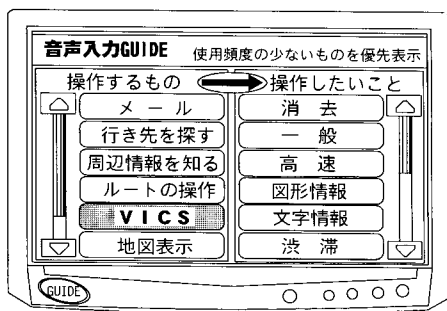 音声入力GUIDE 使用頻度の少ないものを優先表示
操作するもの 操作したいこと
メール 消去
行き先を探す 一般
周辺情報を知る 高速
ルートの操作 図形情報
VICS 文字情報
地図表示 渋滞
GUIDE